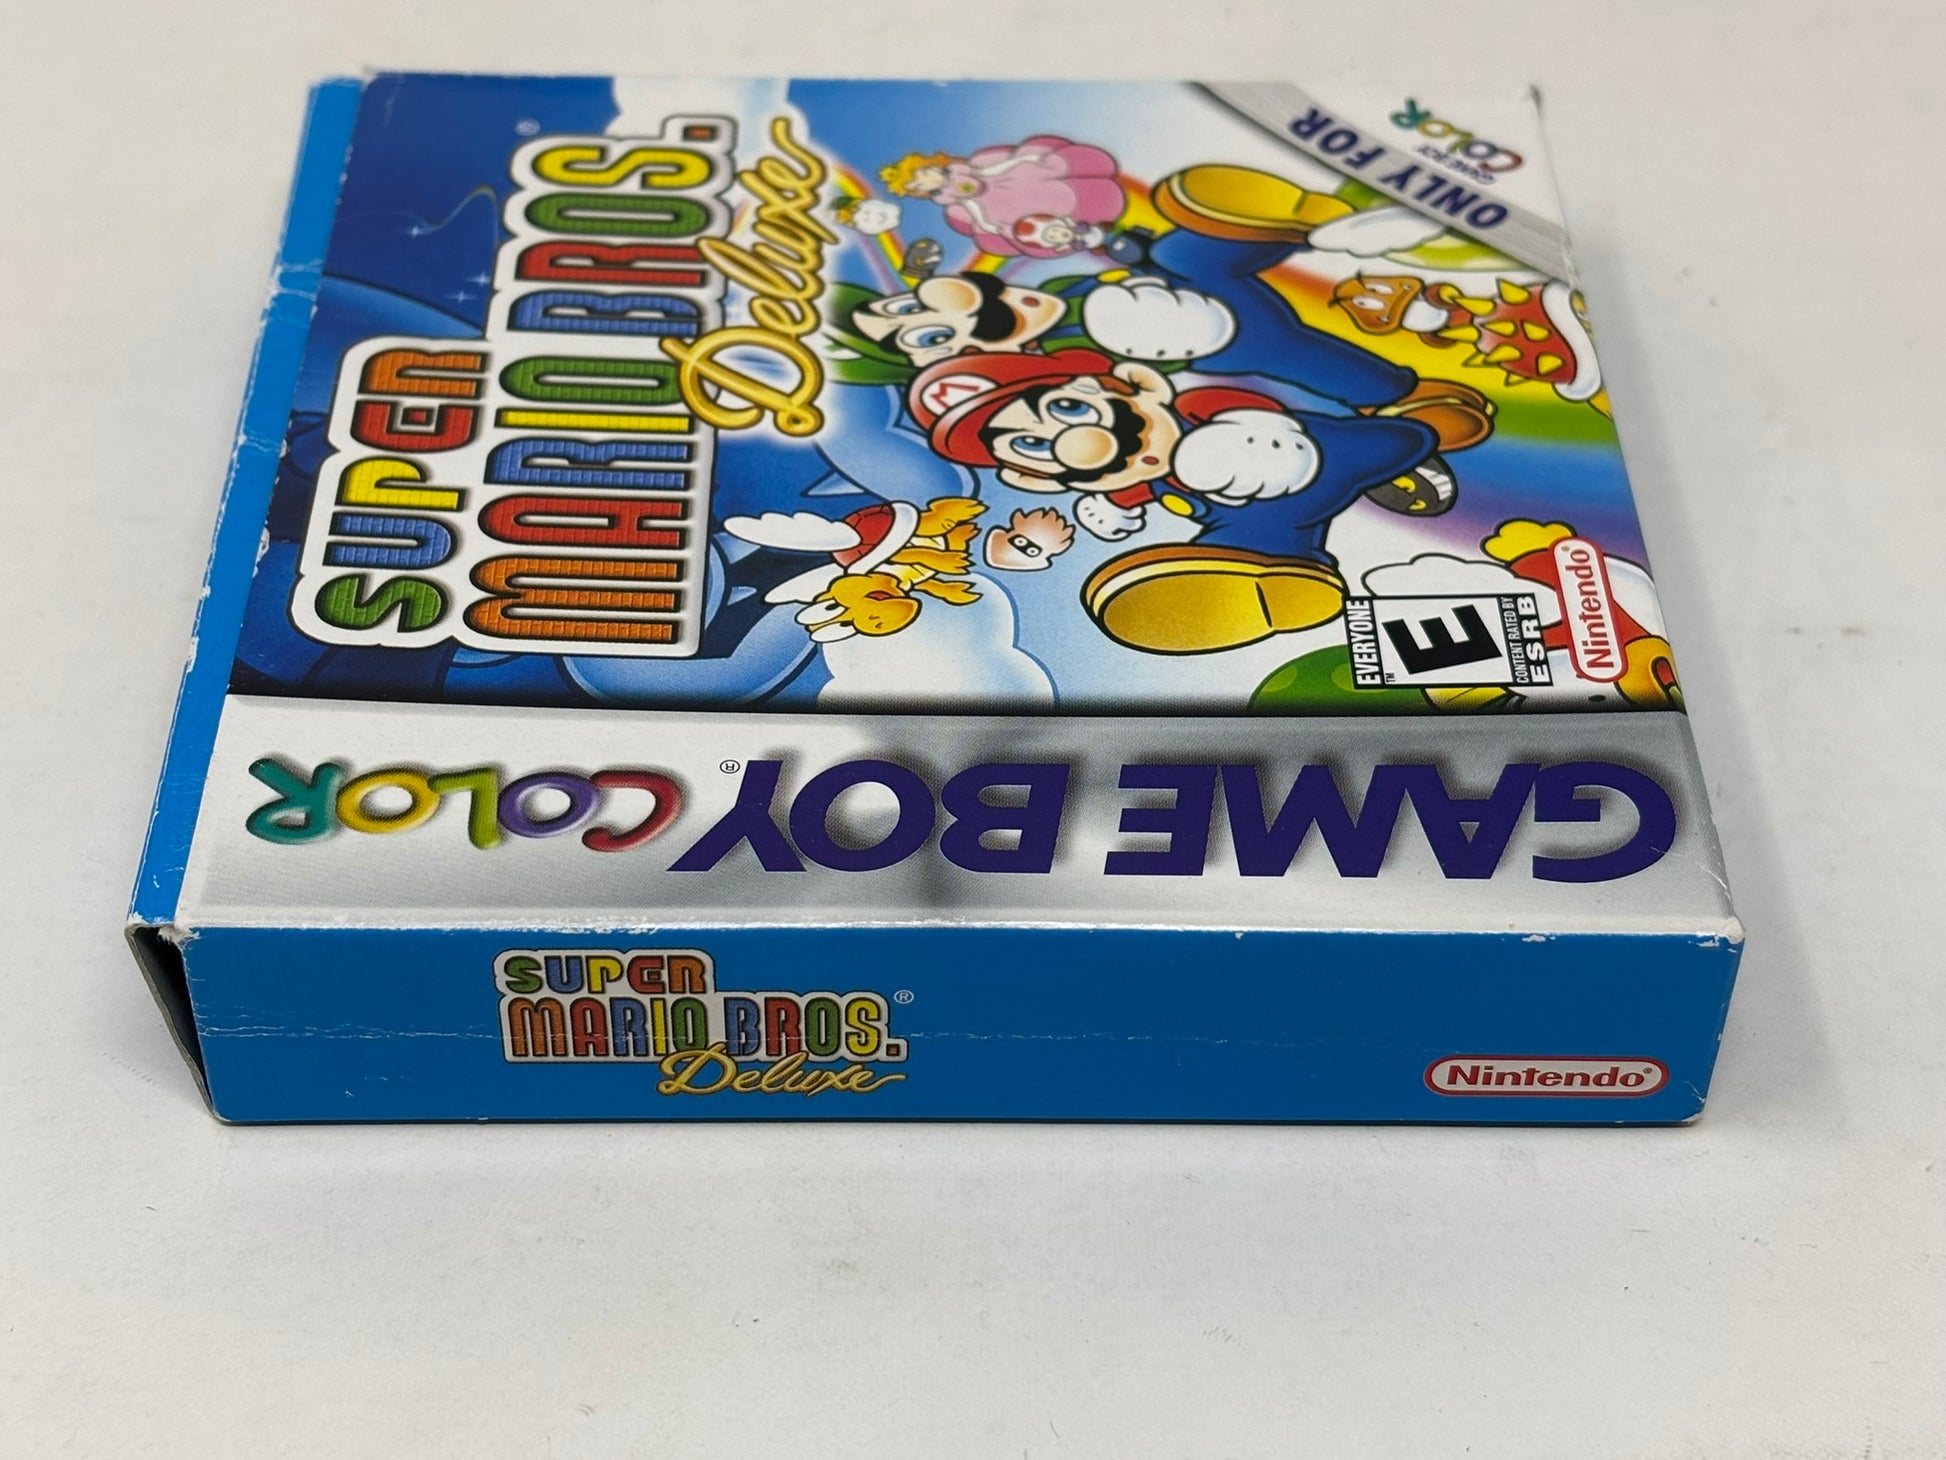 SUPER
MARIO BROS.®
Deluxe
ONLY FOR
GAME BOY
COLOR
M
EVERYONE
E
TM
CONTENT RATED BY
ESRB
Nintendo
GAME BOY®
COLOR
SUPER
MARIO BROS.®
Deluxe
Nintendo®